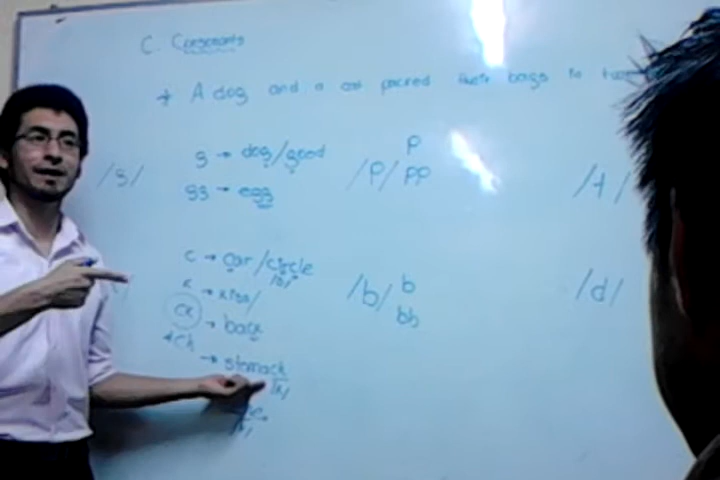 C. Consonants
* A dog and a cat packed their bags to
/g/ g → dog/good /p/ p
gg → egg pp /t/
c → car/circle
/s/
k → kiss/ /b/ b /d/
ck → back bb
*ch → stomach
/k/